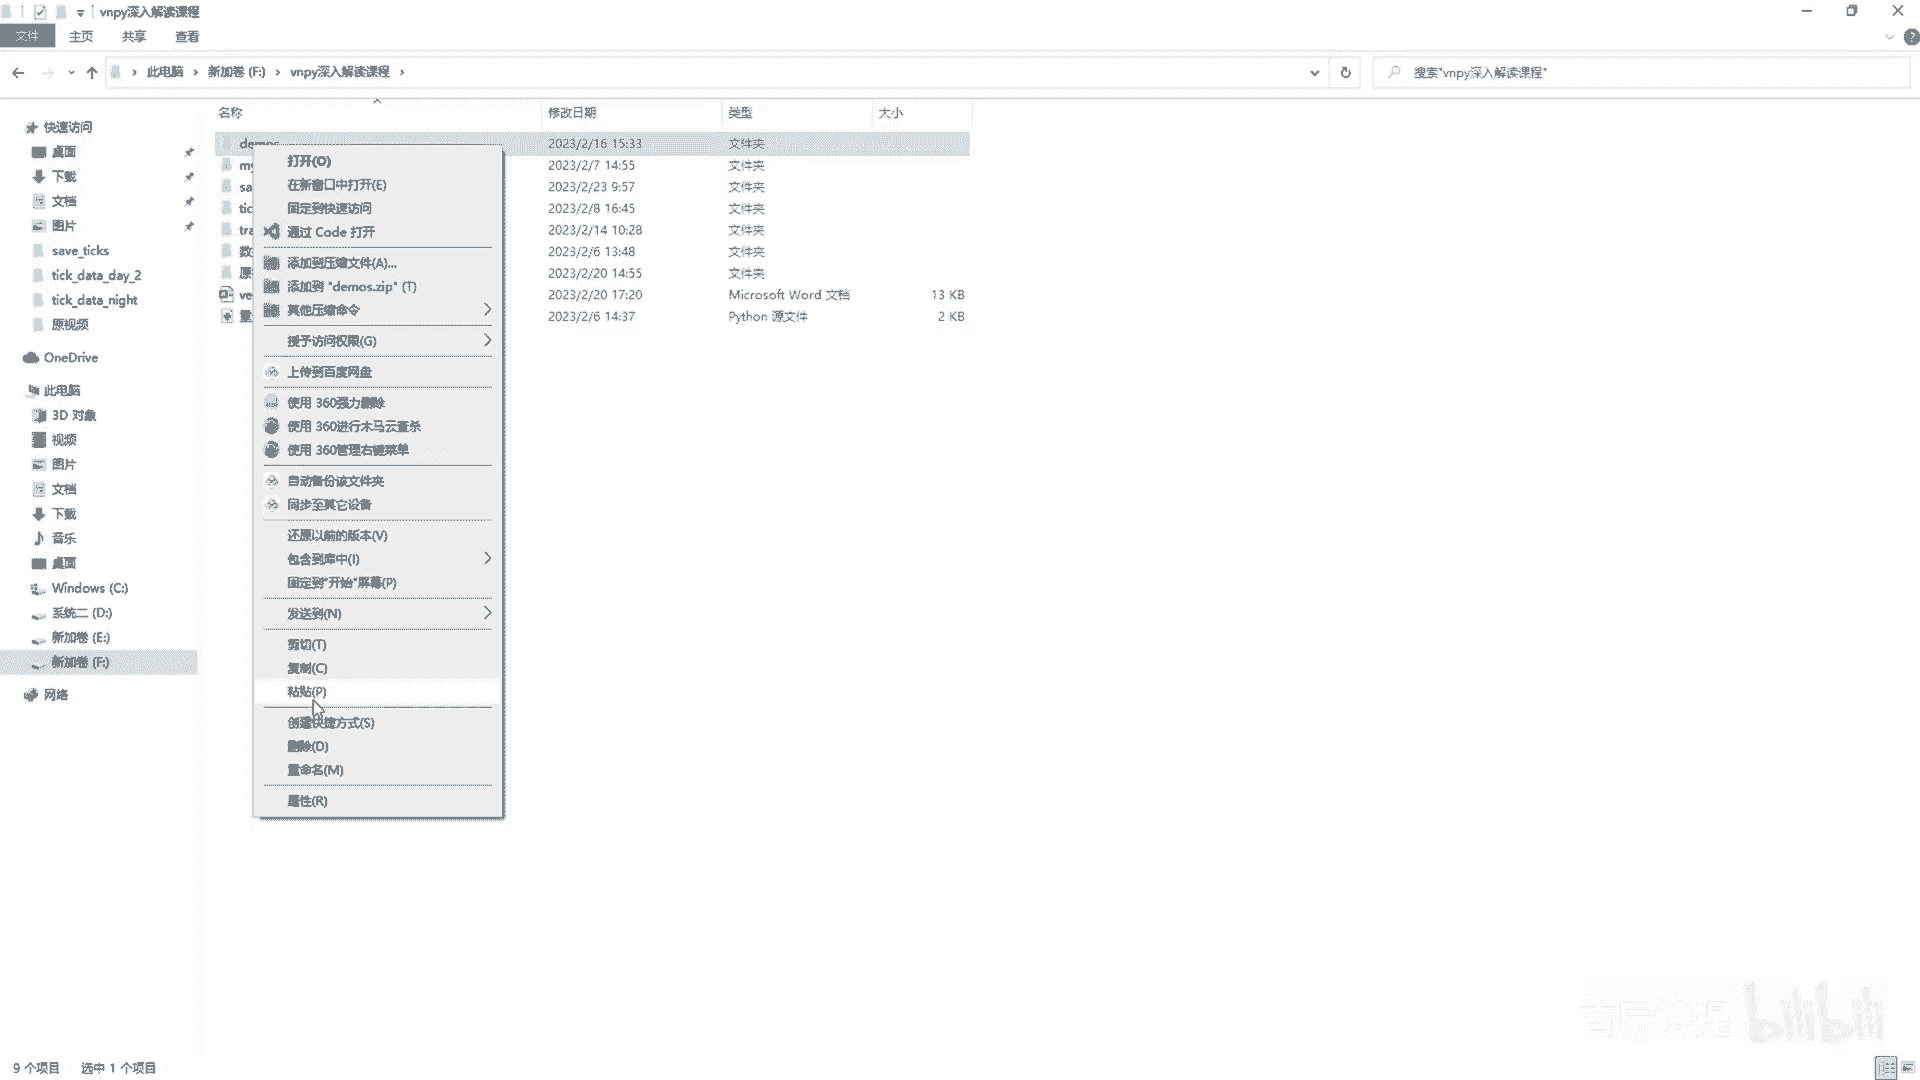 vnpy深入解读课程
文件 主页 共享 查看
此电脑 新加卷 (F:) vnpy深入解读课程
搜索"vnpy深入解读课程"
名称 修改日期 类型 大小
快速访问
桌面
下载
文档
图片
save_ticks
tick_data_day_2
tick_data_night
原视频
OneDrive
此电脑
3D 对象
视频
图片
文档
下载
音乐
桌面
Windows (C:)
系统二 (D:)
新加卷 (E:)
新加卷 (F:)
网络
2023/2/16 15:33 文件夹
my 2023/2/7 14:55 文件夹
sa 2023/2/23 9:57 文件夹
tic 2023/2/8 16:45 文件夹
tra 2023/2/14 10:28 文件夹
数 2023/2/6 13:48 文件夹
原 2023/2/20 14:55 文件夹
ve 2023/2/20 17:20 Microsoft Word 文档 13 KB
量 2023/2/6 14:37 Python 源文件 2 KB
打开(O)
在新窗口中打开(E)
固定到快速访问
通过 Code 打开
添加到压缩文件(A)...
添加到 "demos.zip" (T)
其他压缩命令
授予访问权限(G)
上传到百度网盘
使用 360强力删除
使用 360进行木马云查杀
使用 360管理右键菜单
自动备份该文件夹
同步至其它设备
还原以前的版本(V)
包含到库中(I)
固定到"开始"屏幕(P)
发送到(N)
剪切(T)
复制(C)
粘贴(P)
创建快捷方式(S)
删除(D)
重命名(M)
属性(R)
bilibili
9 个项目 选中 1 个项目